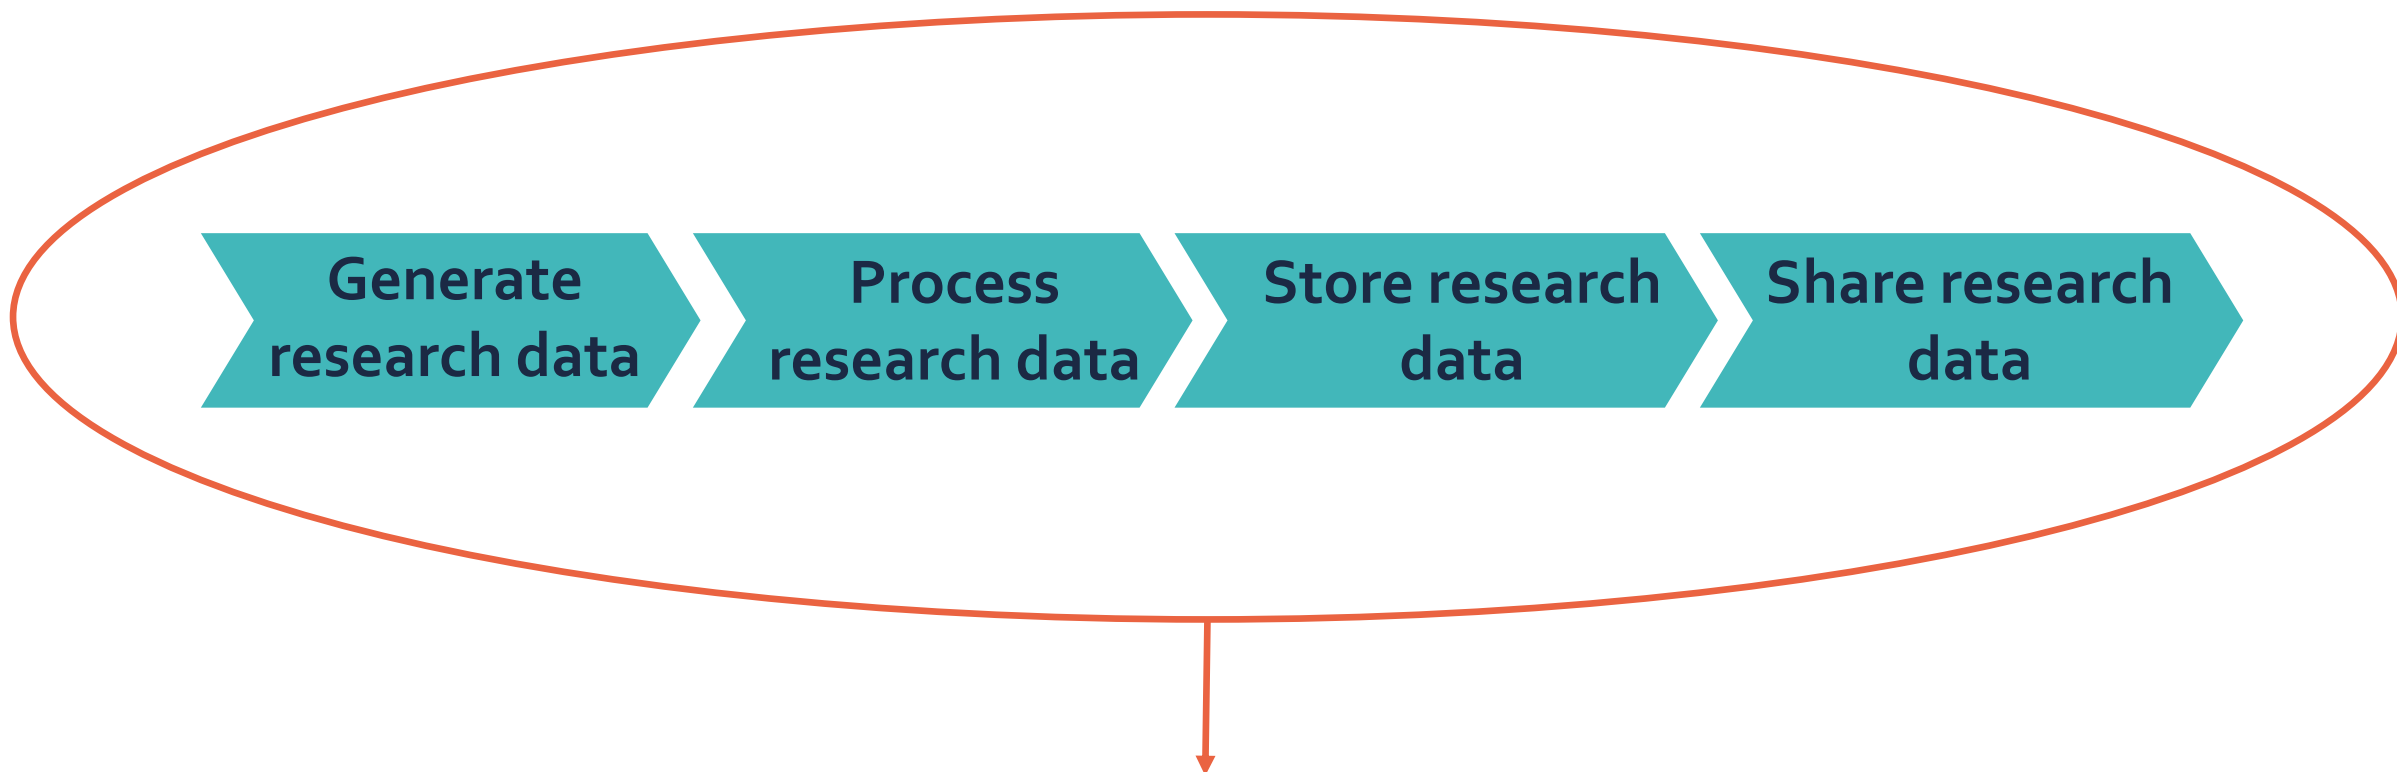 Generate
research data
Process
research data
Store research
data
Share research
data